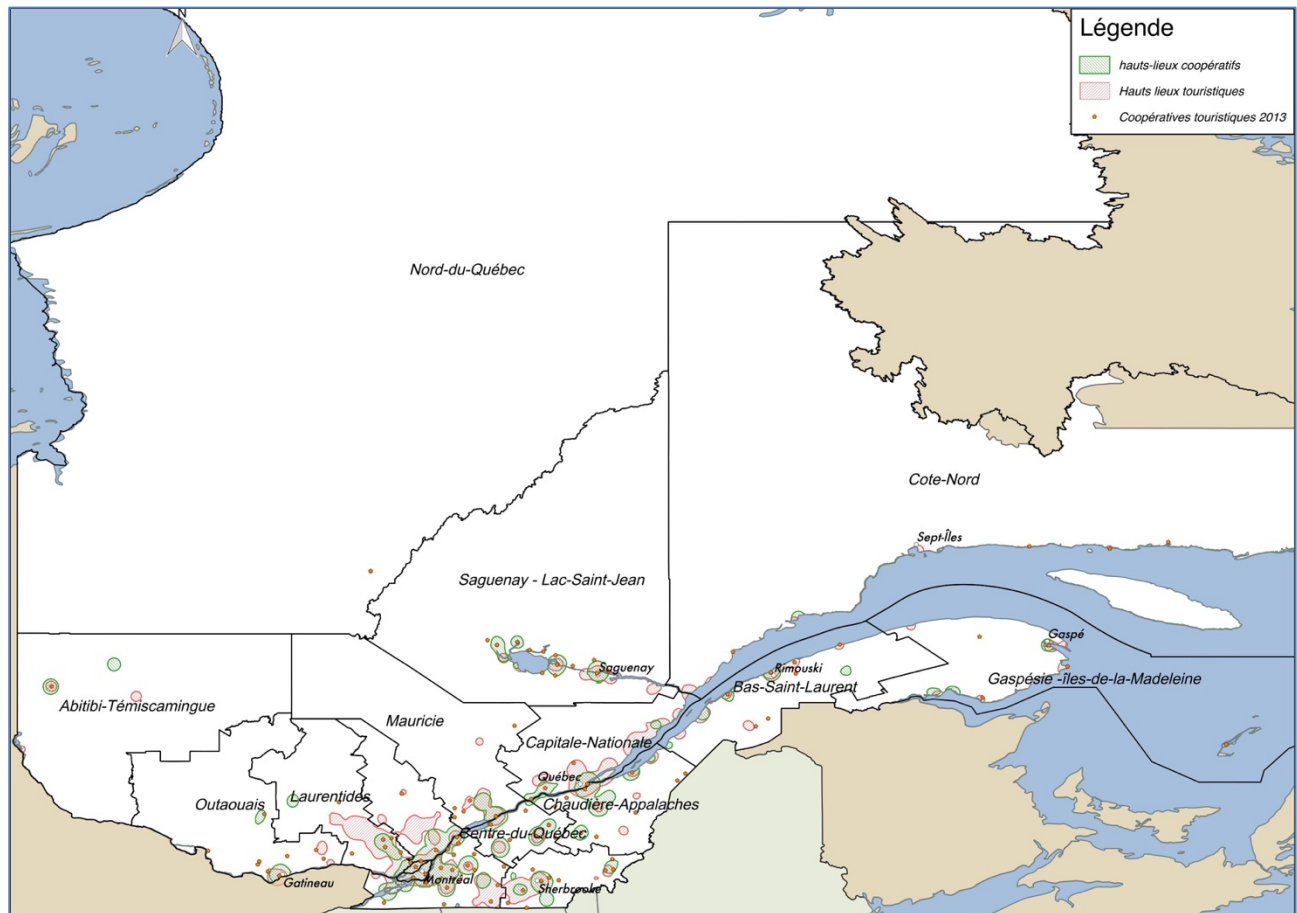 N
Légende
hauts-lieux coopératifs
Hauts lieux touristiques
Coopératives touristiques 2013
Nord-du-Québec
Cote-Nord
Sept-Îles
Saguenay - Lac-Saint-Jean
Gaspé
Saguenay
Rimouski
Gaspésie -îles-de-la-Madeleine
Bas-Saint-Laurent
Abitibi-Témiscamingue
Mauricie
Capitale-Nationale
Québec
Laurentides
Outaouais
Chaudière-Appalaches
Centre-du-Québec
Gatineau
Montréal
Sherbrooke